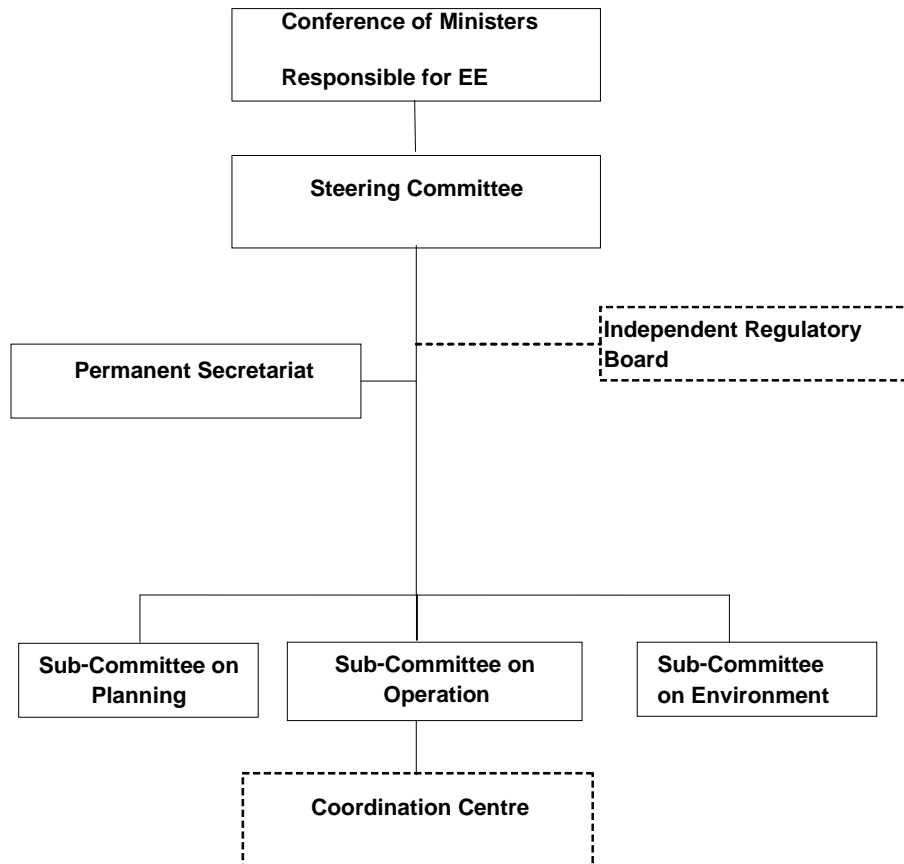 Conference of Ministers
Responsible for EE
Steering Committee
Independent Regulatory
Board
Permanent Secretariat
Sub-Committee on
Planning
Sub-Committee on
Operation
Sub-Committee
on Environment
Coordination Centre